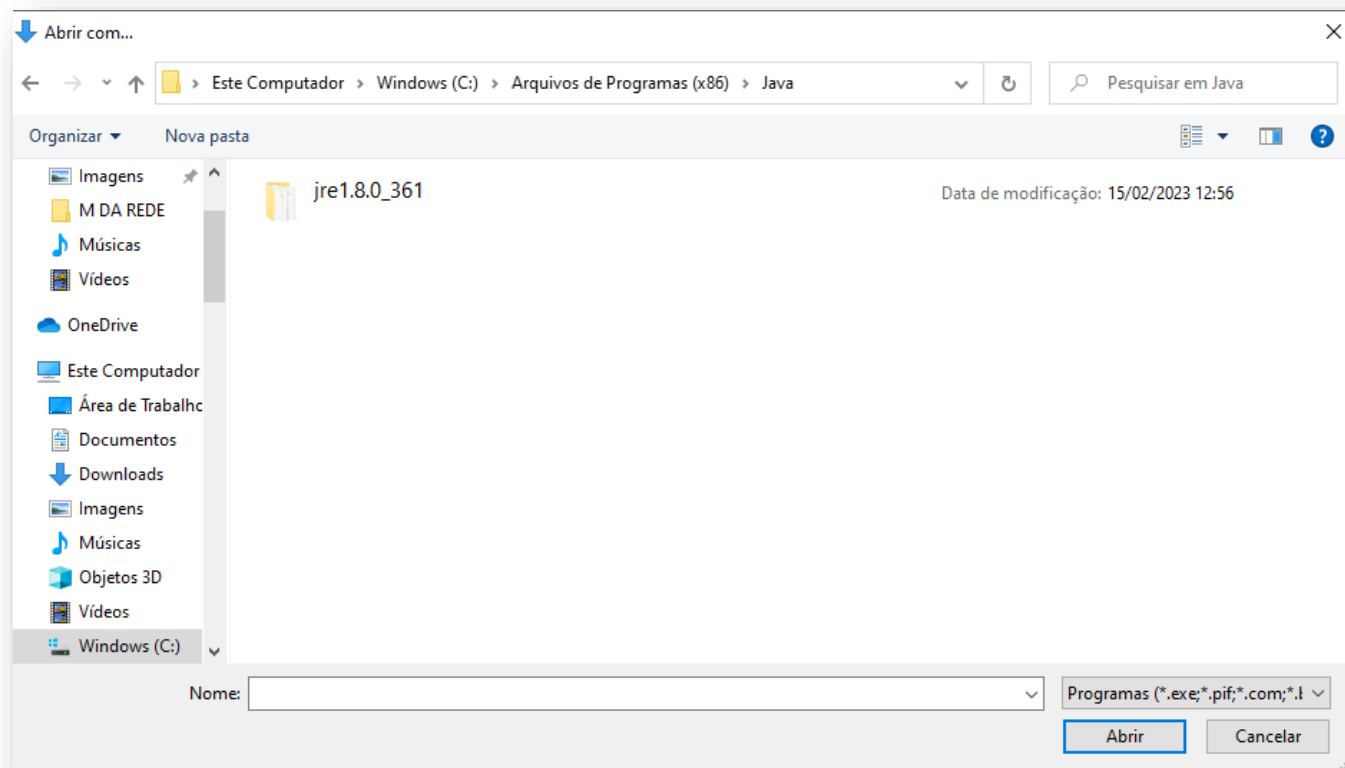 Abrir com...
Este Computador > Windows (C:) > Arquivos de Programas (x86) > Java
Pesquisar em Java
Organizar
Nova pasta
Imagens
M DA REDE
Músicas
Vídeos
OneDrive
Este Computador
Área de Trabalhc
Documentos
Downloads
Imagens
Músicas
Objetos 3D
Vídeos
Windows (C:)
jre1.8.0_361
Data de modificação: 15/02/2023 12:56
Nome:
Programas (*.exe;*.pif;*.com;*.l
Abrir
Cancelar